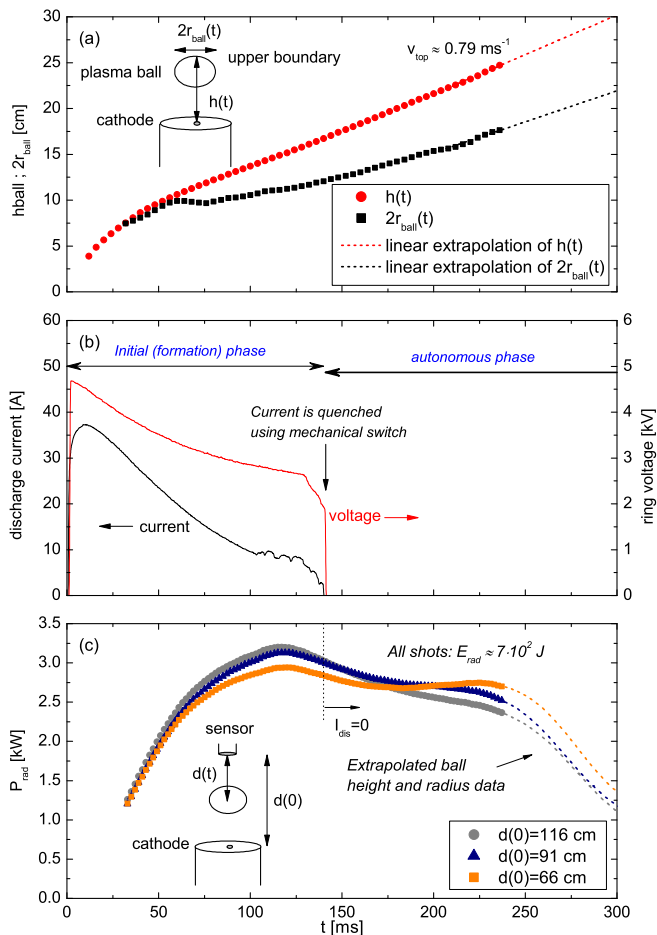 (a)
2r_ball(t)
upper boundary
plasma ball
h(t)
cathode
v_top ≈ 0.79 ms⁻¹
30
25
20
15
10
5
0
hball ; 2r_ball [cm]
h(t)
2r_ball(t)
linear extrapolation of h(t)
linear extrapolation of 2r_ball(t)
(b)
60
50
40
30
20
10
0
discharge current [A]
6
5
4
3
2
1
0
ring voltage [kV]
Initial (formation) phase
autonomous phase
Current is quenched
using mechanical switch
voltage
current
(c)
3.5
3.0
2.5
2.0
1.5
1.0
0.5
0.0
P_rad [kW]
All shots: E_rad ≈ 7·10² J
I_dis=0
sensor
d(t)
d(0)
cathode
Extrapolated ball
height and radius data
d(0)=116 cm
d(0)=91 cm
d(0)=66 cm
0 50 100 150 200 250 300
t [ms]